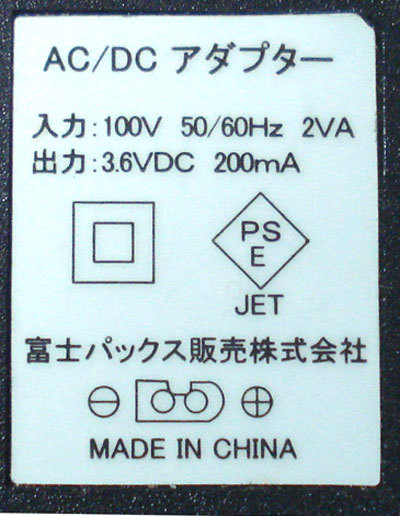 AC/DC アダプター
入力:100V 50/60Hz 2VA
出力:3.6VDC 200mA
PS
E
JET
富士パックス販売株式会社
⊖ ⊕
MADE IN CHINA